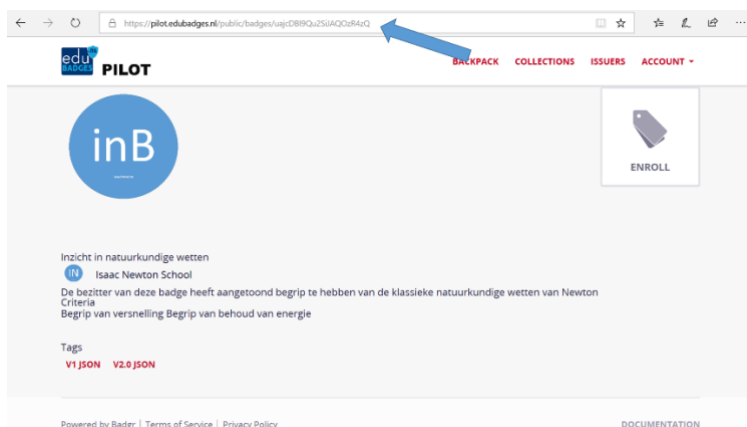 https://pilot.edubadges.nl/public/badges/uajcDBI9Qu2SiJAQOzR4zQ
edu in
BADGES PILOT
BACKPACK COLLECTIONS ISSUERS ACCOUNT
inB
ENROLL
Inzicht in natuurkundige wetten
IN Isaac Newton School
De bezitter van deze badge heeft aangetoond begrip te hebben van de klassieke natuurkundige wetten van Newton
Criteria
Begrip van versnelling Begrip van behoud van energie
Tags
V1 JSON V2.0 JSON
Powered by Badgr | Terms of Service | Privacy Policy
DOCUMENTATION